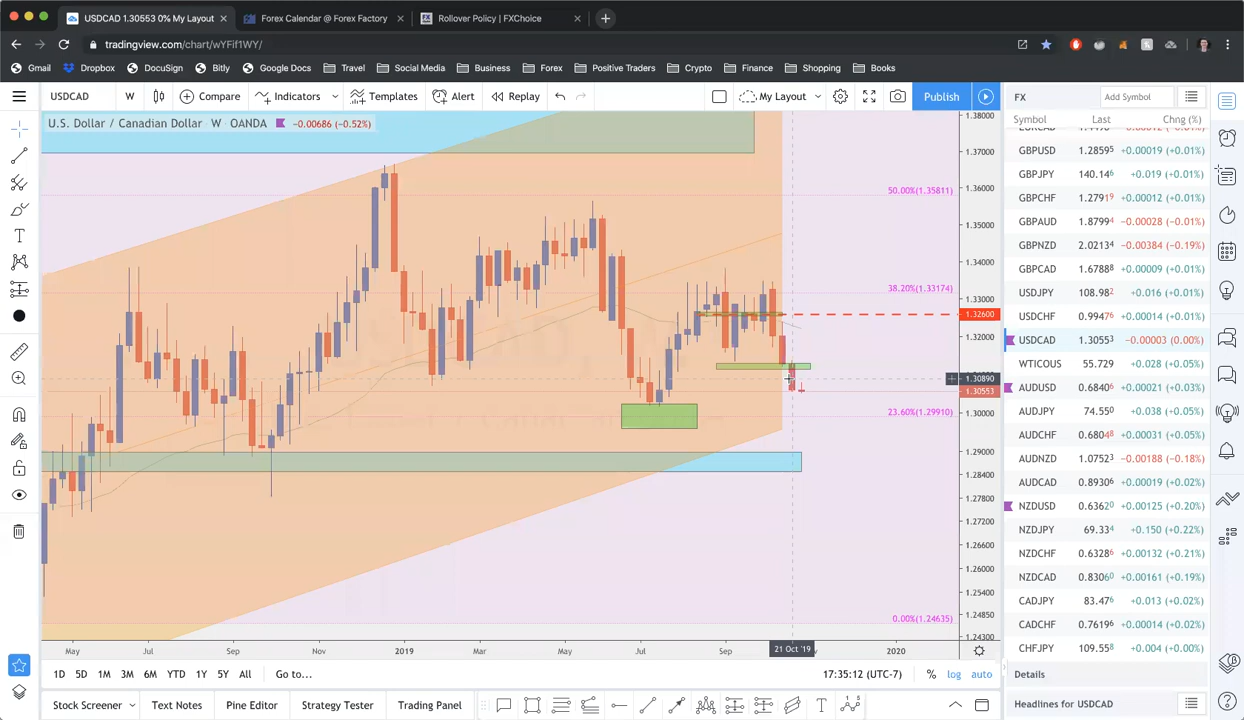 USDCAD 1.30553 0% My Layout
Forex Calendar @ Forex Factory
Rollover Policy | FXChoice
tradingview.com/chart/wYFif1WY/
Gmail Dropbox DocuSign Bitly Google Docs Travel Social Media Business Forex Positive Traders Crypto Finance Shopping Books
USDCAD W Compare Indicators Templates Alert Replay My Layout Publish
FX Add Symbol
U.S. Dollar / Canadian Dollar W OANDA −0.00686 (−0.52%)
Symbol Last Chng (%)
GBPUSD 1.28595 +0.00019 (+0.01%)
GBPJPY 140.146 +0.019 (+0.01%)
GBPCHF 1.27919 +0.00012 (+0.01%)
GBPAUD 1.87994 −0.00028 (−0.01%)
GBPNZD 2.02134 −0.00384 (−0.19%)
GBPCAD 1.67888 +0.00009 (+0.01%)
USDJPY 108.982 +0.016 (+0.01%)
USDCHF 0.99476 +0.00014 (+0.01%)
USDCAD 1.30553 −0.00003 (0.00%)
WTICOUS 55.729 +0.028 (+0.05%)
AUDUSD 0.68406 +0.00021 (+0.03%)
AUDJPY 74.550 +0.038 (+0.05%)
AUDCHF 0.68048 +0.00031 (+0.05%)
AUDNZD 1.07523 −0.00188 (−0.18%)
AUDCAD 0.89306 +0.00019 (+0.02%)
NZDUSD 0.63620 +0.00125 (+0.20%)
NZDJPY 69.334 +0.150 (+0.22%)
NZDCHF 0.63286 +0.00132 (+0.21%)
NZDCAD 0.83060 +0.00161 (+0.19%)
CADJPY 83.476 +0.013 (+0.02%)
CADCHF 0.76196 +0.00014 (+0.02%)
CHFJPY 109.558 +0.004 (+0.00%)
Details
Headlines for USDCAD
1.38000
1.37000
1.36000
1.35000
1.34000
1.33000
1.32600
1.32000
1.30890
1.30553
1.30000
1.29000
1.28400
1.27800
1.27200
1.26600
1.26000
1.25400
1.24850
1.24300
50.00%(1.35811)
38.20%(1.33174)
23.60%(1.29910)
0.00%(1.24635)
May Jul Sep Nov 2019 Mar May Jul Sep 21 Oct '19 2020
1D 5D 1M 3M 6M YTD 1Y 5Y All Go to... 17:35:12 (UTC-7) % log auto
Stock Screener Text Notes Pine Editor Strategy Tester Trading Panel